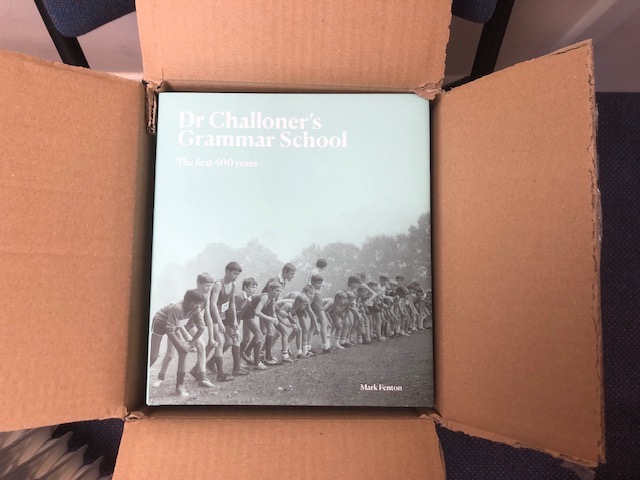 Dr Challoner's
Grammar School
The first 400 years
Mark Fenton